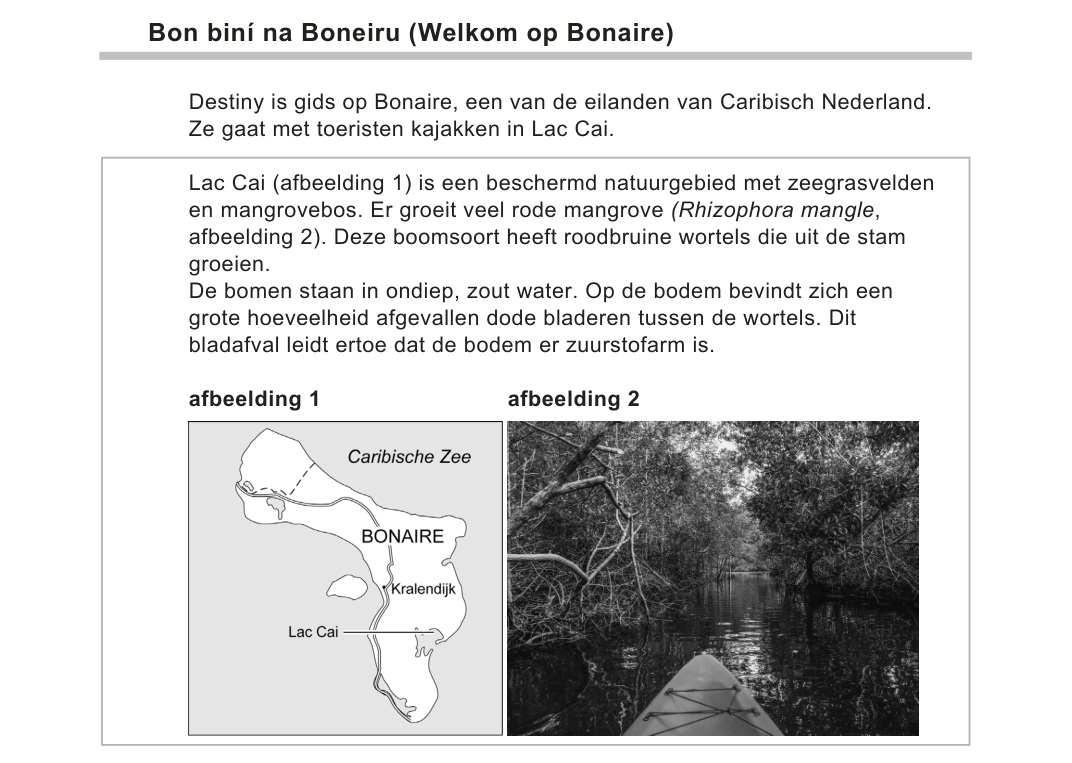 Bon biní na Boneiru (Welkom op Bonaire)
Destiny is gids op Bonaire, een van de eilanden van Caribisch Nederland.
Ze gaat met toeristen kajakken in Lac Cai.
Lac Cai (afbeelding 1) is een beschermd natuurgebied met zeegrasvelden
en mangrovebos. Er groeit veel rode mangrove (Rhizophora mangle,
afbeelding 2). Deze boomsoort heeft roodbruine wortels die uit de stam
groeien.
De bomen staan in ondiep, zout water. Op de bodem bevindt zich een
grote hoeveelheid afgevallen dode bladeren tussen de wortels. Dit
bladafval leidt ertoe dat de bodem er zuurstofarm is.
afbeelding 1
afbeelding 2
Caribische Zee
BONAIRE
Kralendijk
Lac Cai